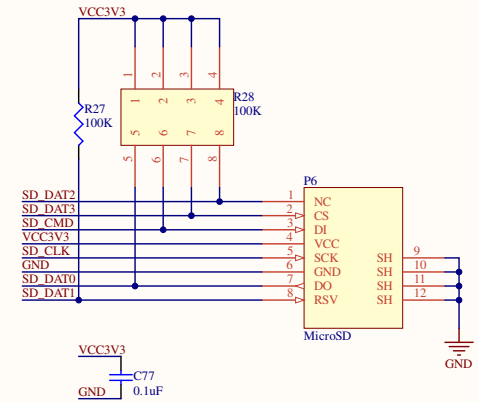 VCC3V3
1 2 3 4
1 2 3 4
R27
100K
R28
100K
5 6 7 8
5 6 7 8
P6
SD_DAT2 1 NC
SD_DAT3 2 CS
SD_CMD 3 DI
VCC3V3 4 VCC
SD_CLK 5 SCK SH 9
GND 6 GND SH 10
SD_DAT0 7 DO SH 11
SD_DAT1 8 RSV SH 12
MicroSD
GND
VCC3V3
C77
GND 0.1uF